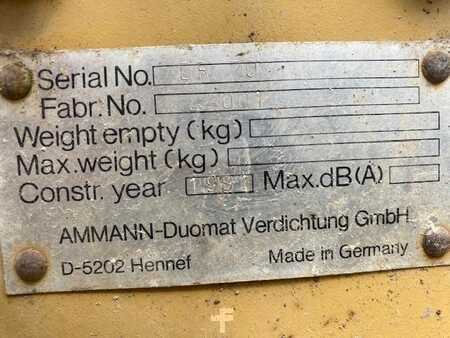 Serial No.
Fabr. No.
Weight empty (kg)
Max. weight (kg)
Constr. year 1991 Max.dB(A)
AMMANN-Duomat Verdichtung GmbH
D-5202 Hennef Made in Germany